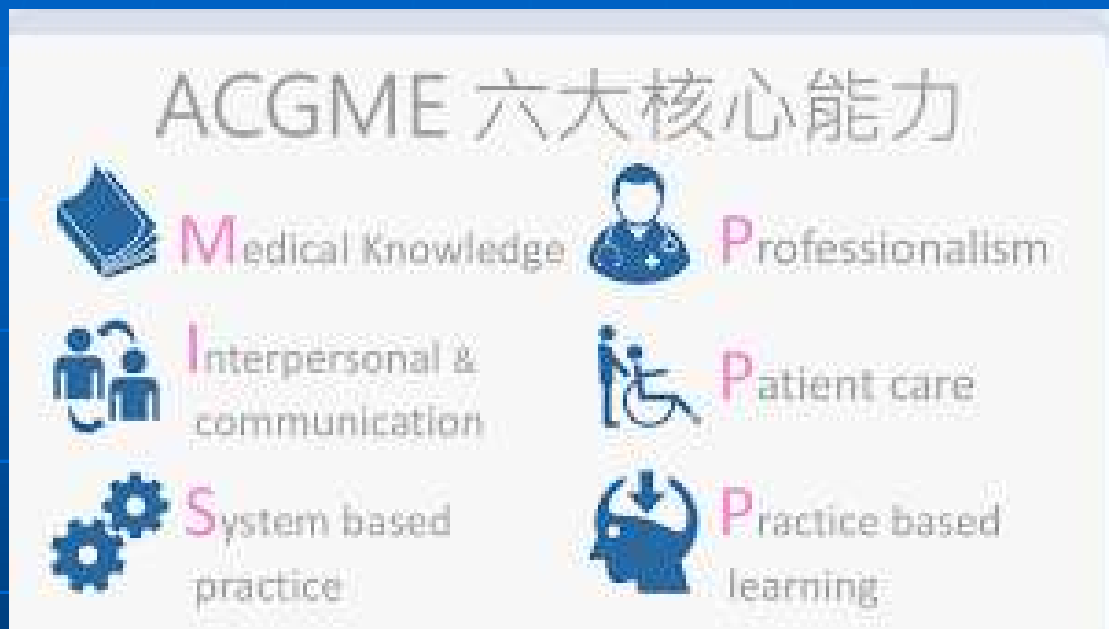 ACGME 六大核心能力
Medical Knowledge
Professionalism
Interpersonal &
communication
Patient care
System based
practice
Practice based
learning